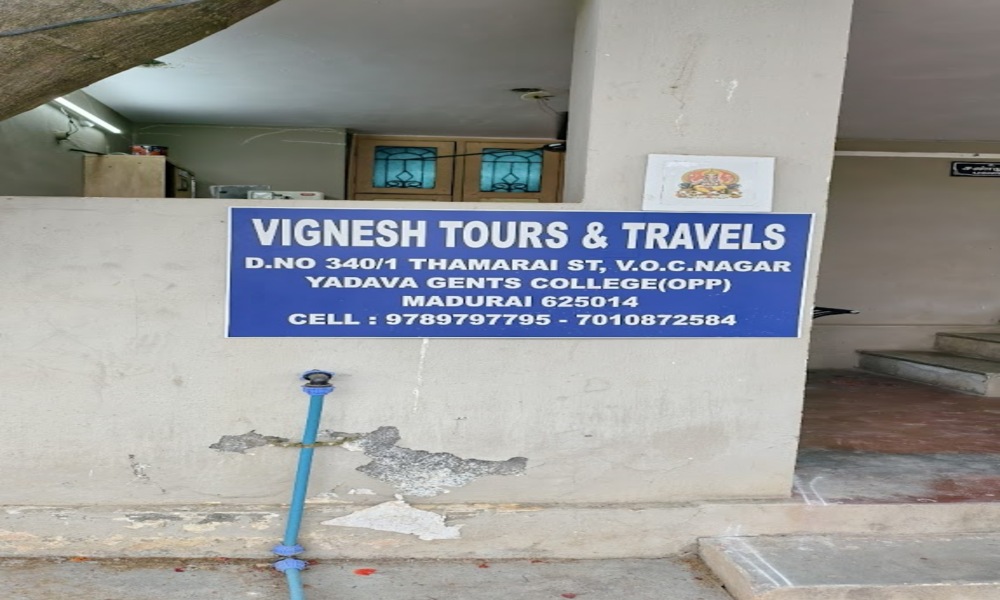 VIGNESH TOURS & TRAVELS
D.NO 340/1 THAMARAI ST, V.O.C.NAGAR
YADAVA GENTS COLLEGE(OPP)
MADURAI 625014
CELL : 9789797795 - 7010872584